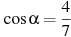 cos α = 4/7